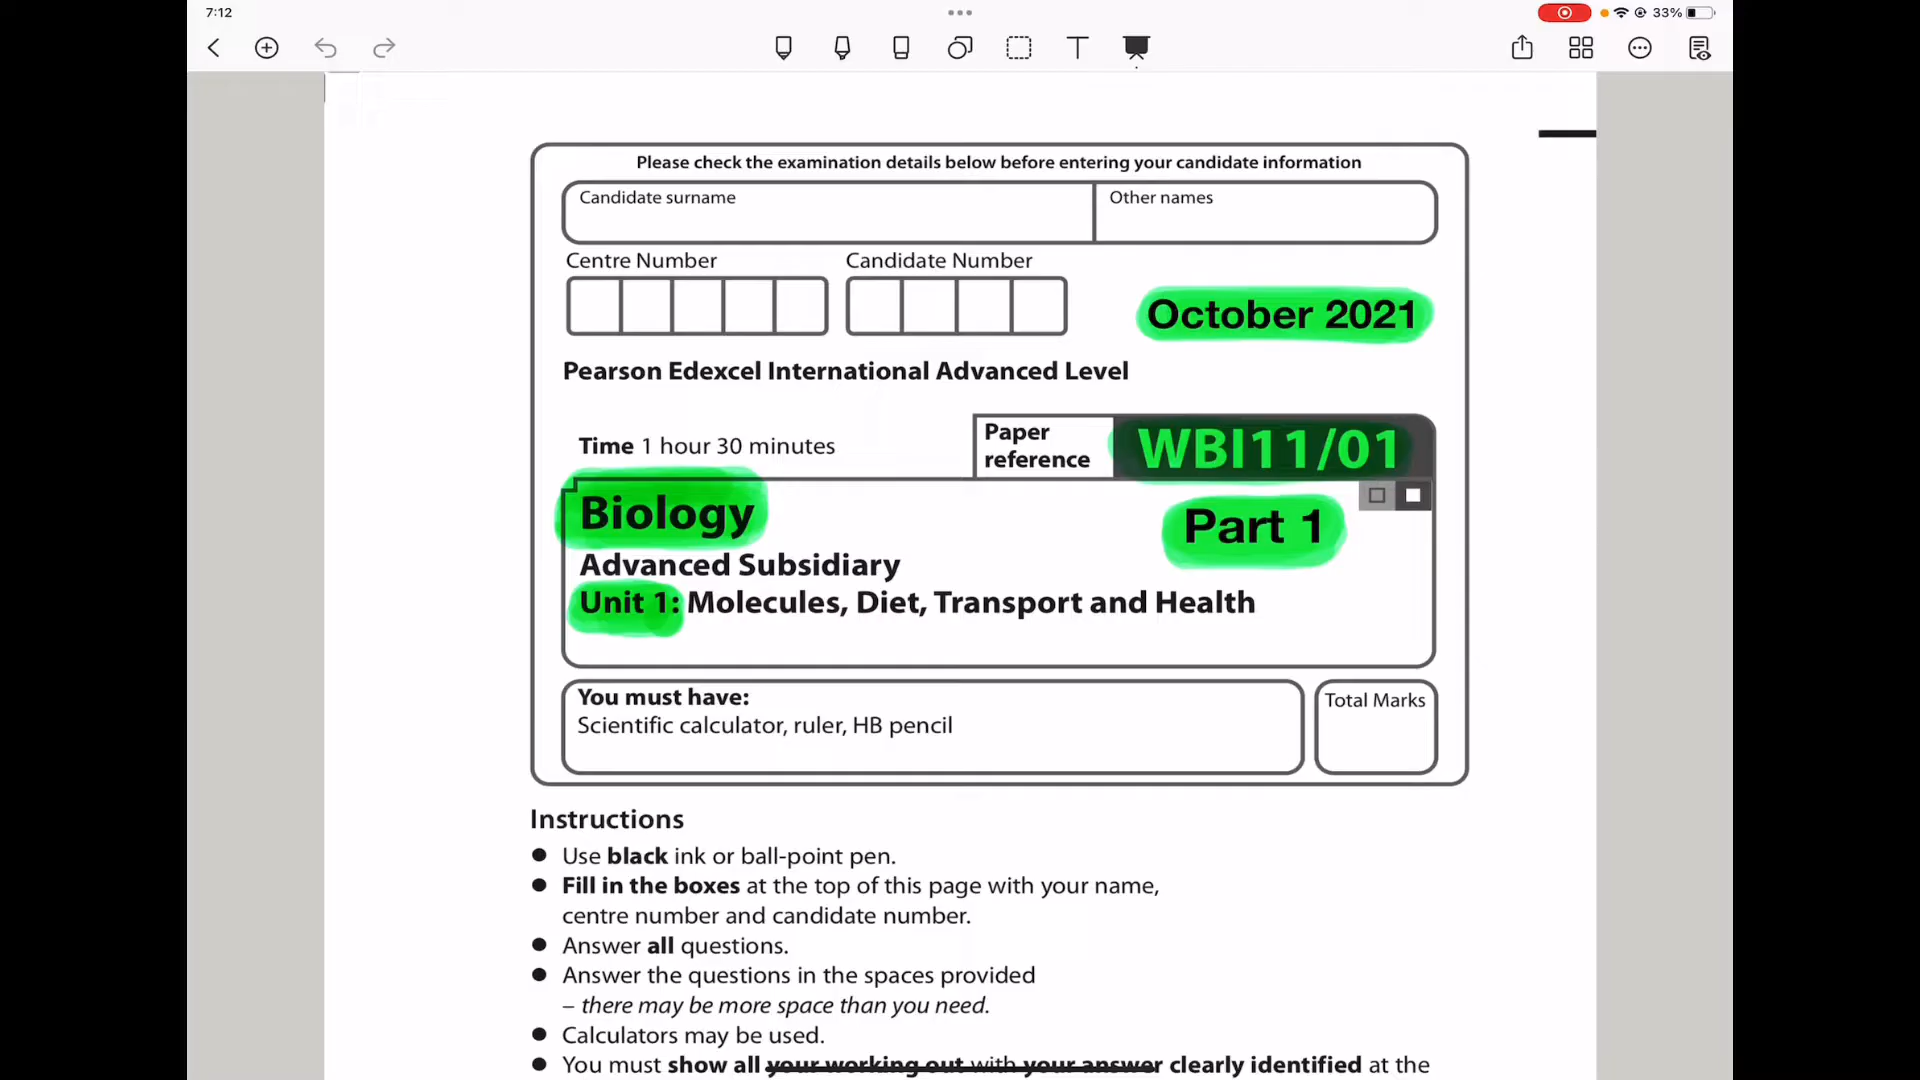 7:12
33%
Please check the examination details below before entering your candidate information
Candidate surname
Other names
Centre Number
Candidate Number
October 2021
Pearson Edexcel International Advanced Level
Time 1 hour 30 minutes
Paper
reference
WBI11/01
Biology
Part 1
Advanced Subsidiary
Unit 1: Molecules, Diet, Transport and Health
You must have:
Scientific calculator, ruler, HB pencil
Total Marks
Instructions
● Use black ink or ball-point pen.
● Fill in the boxes at the top of this page with your name,
centre number and candidate number.
● Answer all questions.
● Answer the questions in the spaces provided
– there may be more space than you need.
● Calculators may be used.
● You must show all your working out with your answer clearly identified at the